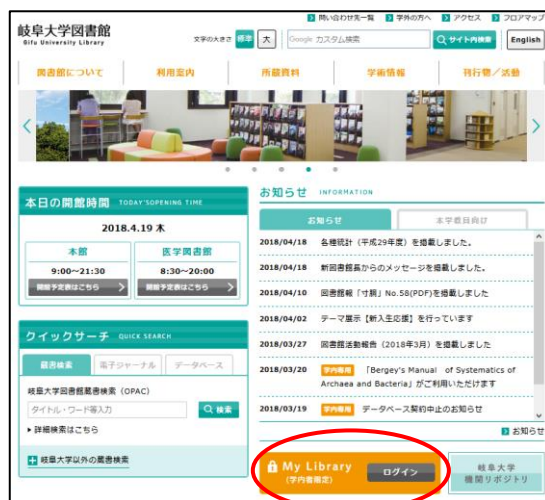 問い合わせ先一覧 学外の方へ アクセス フロアマップ
岐阜大学図書館
Gifu University Library
文字の大きさ 標準 大 Google カスタム検索 サイト内検索 English
図書館について 利用案内 所蔵資料 学術情報 刊行物／活動
本日の開館時間 TODAY'SOPENING TIME
2018.4.19 木
本館 医学図書館
9:00～21:30 8:30～20:00
開館予定表はこちら 開館予定表はこちら
クイックサーチ QUICK SEARCH
蔵書検索 電子ジャーナル データベース
岐阜大学図書館蔵書検索（OPAC）
タイトル・ワード等入力 検索
詳細検索はこちら
岐阜大学以外の蔵書検索
お知らせ INFORMATION
お知らせ 本学教員向け
2018/04/18 各種統計（平成29年度）を掲載しました。
2018/04/18 新図書館長からのメッセージを掲載しました。
2018/04/10 図書館報「寸胴」No.58(PDF)を掲載しました
2018/04/02 テーマ展示【新入生応援】を行っています
2018/03/27 図書館活動報告（2018年3月）を掲載しました。
2018/03/20 学内専用 「Bergey's Manual of Systematics of
Archaea and Bacteria」がご利用いただけます
2018/03/19 学内専用 データベース契約中止のお知らせ
お知らせ
My Library ログイン
(学内者限定)
岐阜大学
機関リポジトリ